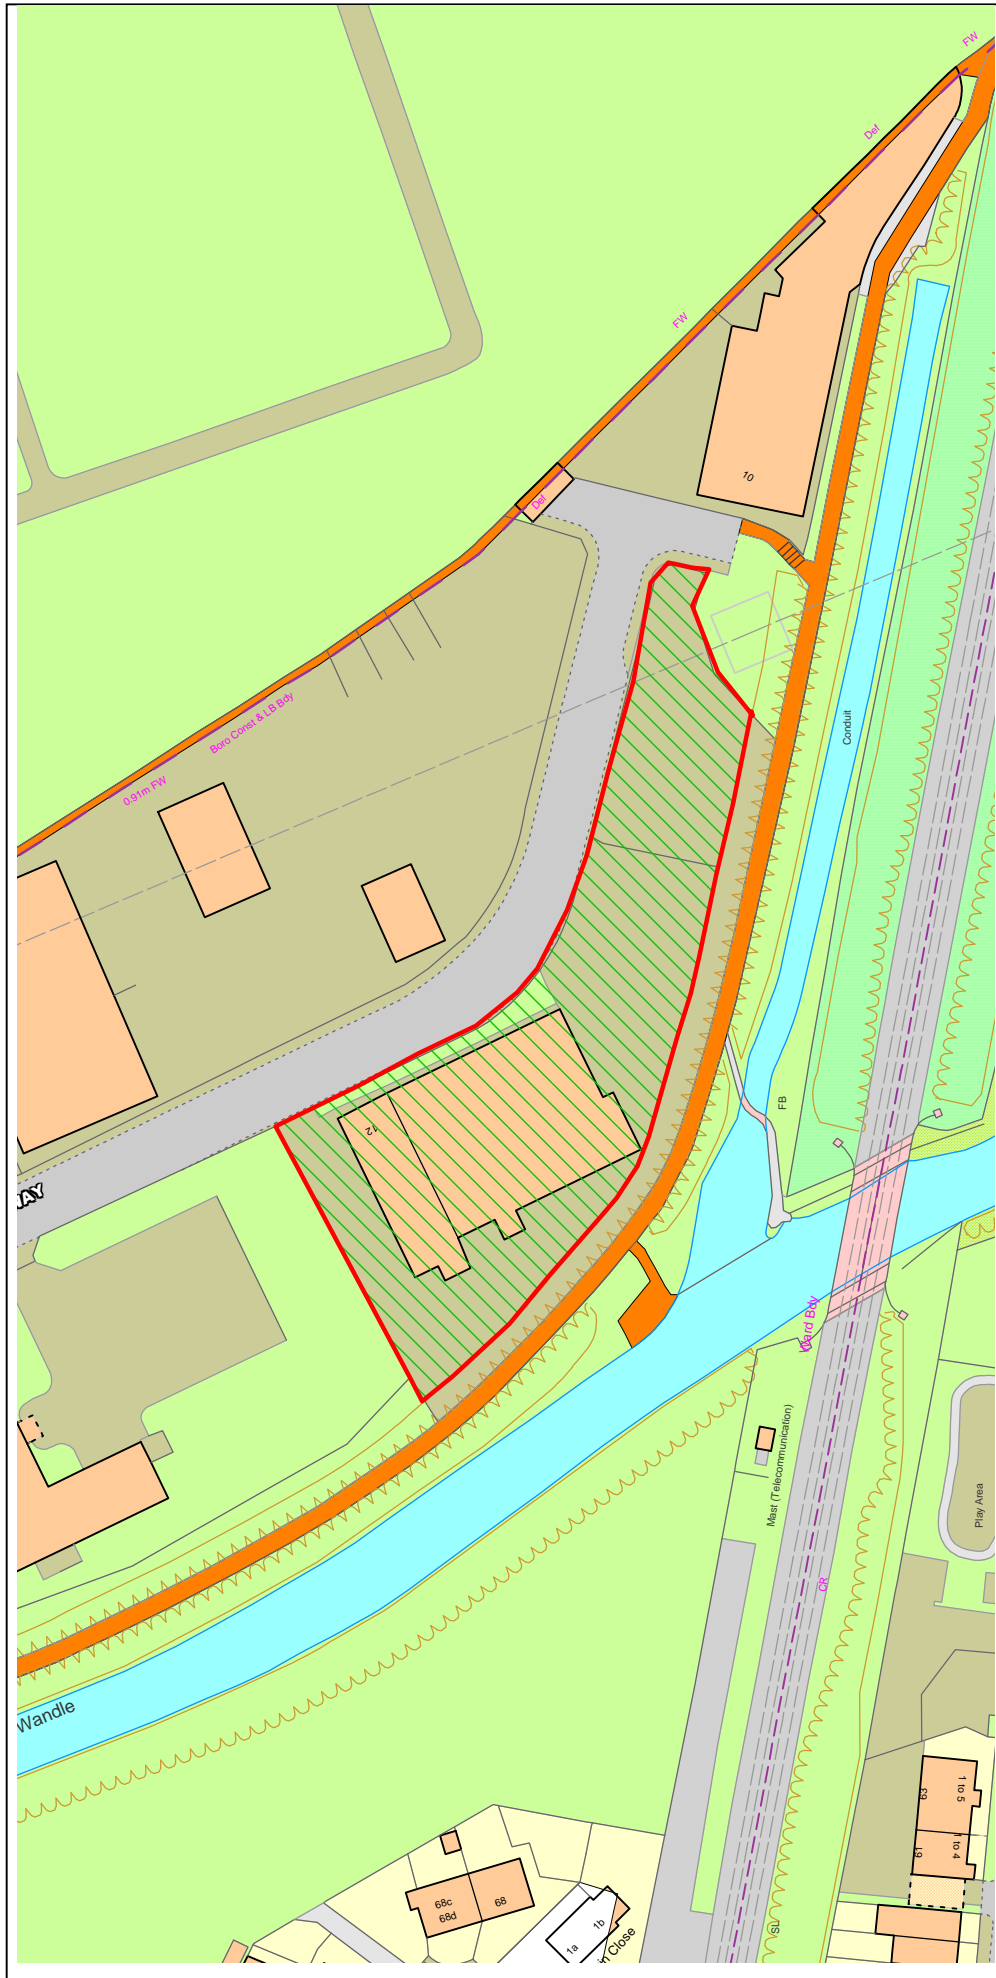 FW
Def
FW
10
Def
Boro Const & LB Bdy
0.91m FW
Conduit
FB
12
WAY
Ward Bdy
Mast (Telecommunication)
Play Area
CR
Wandle
1 to 5
63
1 to 4
61
68c
68
68d
SL
1b
1a
in Close